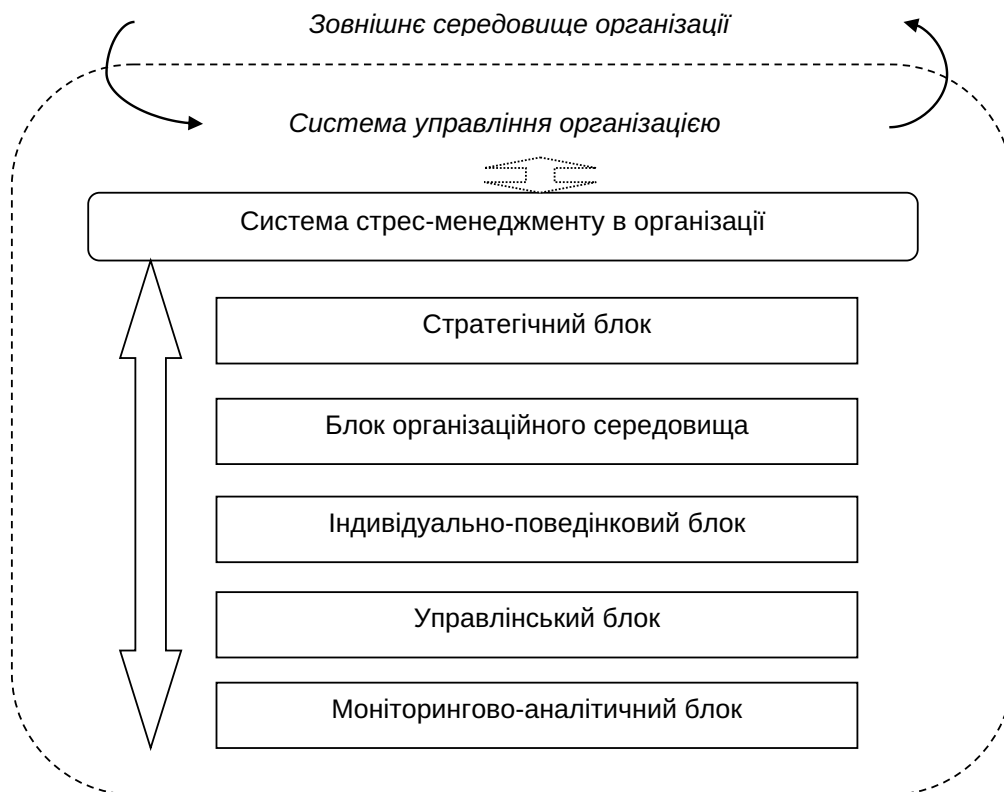 Зовнішнє середовище організації
Система управління організацією
Система стрес-менеджменту в організації
Стратегічний блок
Блок організаційного середовища
Індивідуально-поведінковий блок
Управлінський блок
Моніторингово-аналітичний блок